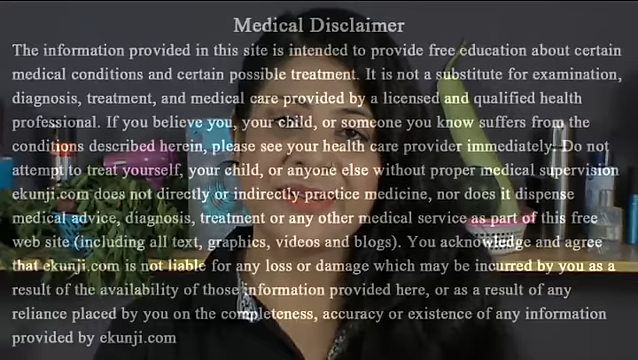 Medical Disclaimer
The information provided in this site is intended to provide free education about certain
medical conditions and certain possible treatment. It is not a substitute for examination,
diagnosis, treatment, and medical care provided by a licensed and qualified health
professional. If you believe you, your child, or someone you know suffers from the
conditions described herein, please see your health care provider immediately. Do not
attempt to treat yourself, your child, or anyone else without proper medical supervision
ekunji.com does not directly or indirectly practice medicine, nor does it dispense
medical advice, diagnosis, treatment or any other medical service as part of this free
web site (including all text, graphics, videos and blogs). You acknowledge and agree
that ekunji.com is not liable for any loss or damage which may be incurred by you as a
result of the availability of those information provided here, or as a result of any
reliance placed by you on the completeness, accuracy or existence of any information
provided by ekunji.com